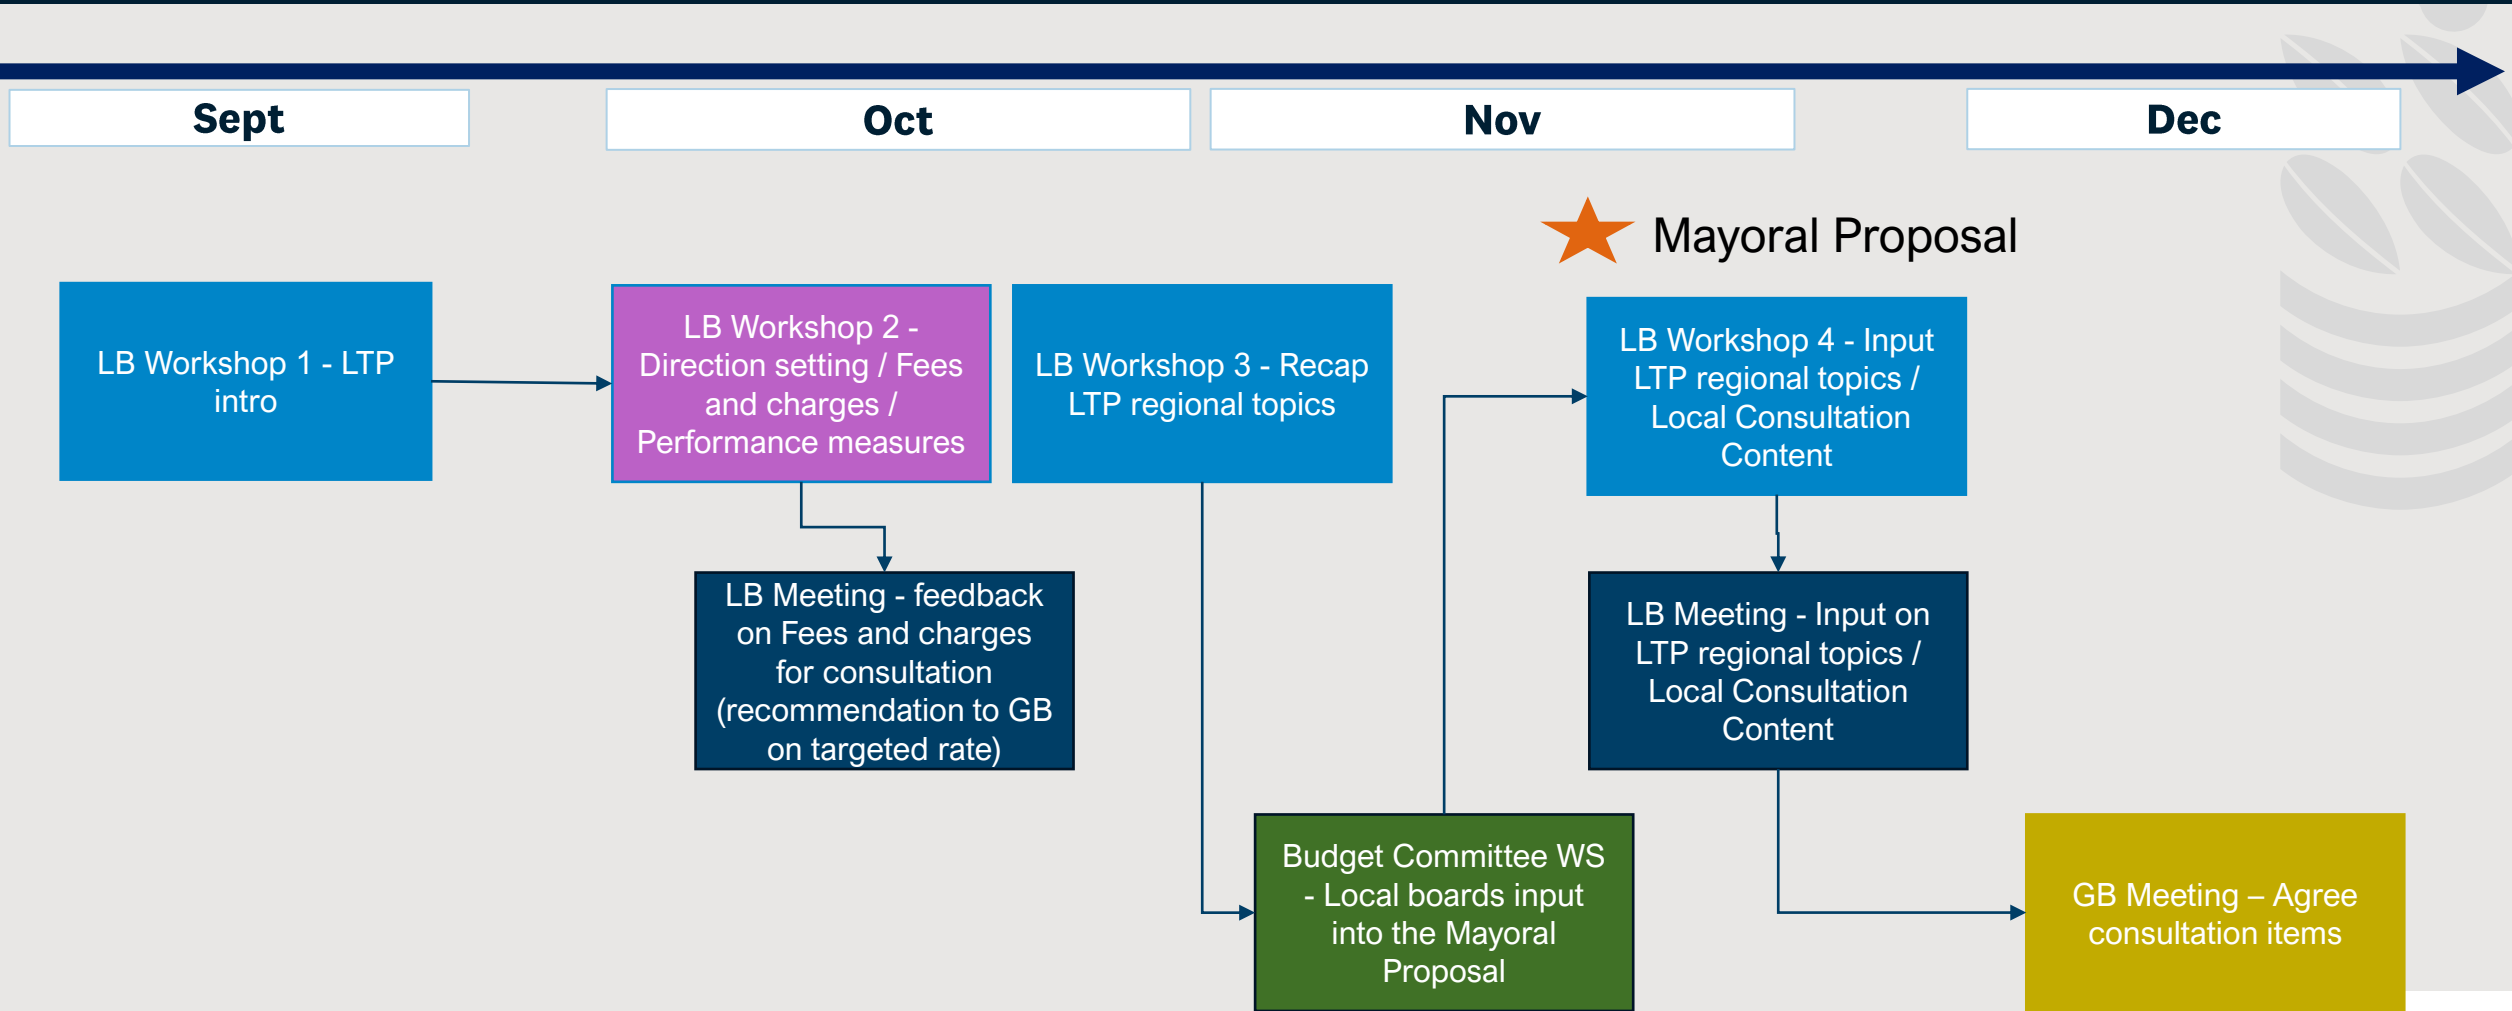 Sept
Oct
Nov
Dec
Mayoral Proposal
LB Workshop 1 - LTP
intro
LB Workshop 2 -
Direction setting / Fees
and charges /
Performance measures
LB Workshop 3 - Recap
LTP regional topics
LB Workshop 4 - Input
LTP regional topics /
Local Consultation
Content
LB Meeting - feedback
on Fees and charges
for consultation
(recommendation to GB
on targeted rate)
LB Meeting - Input on
LTP regional topics /
Local Consultation
Content
Budget Committee WS
- Local boards input
into the Mayoral
Proposal
GB Meeting – Agree
consultation items